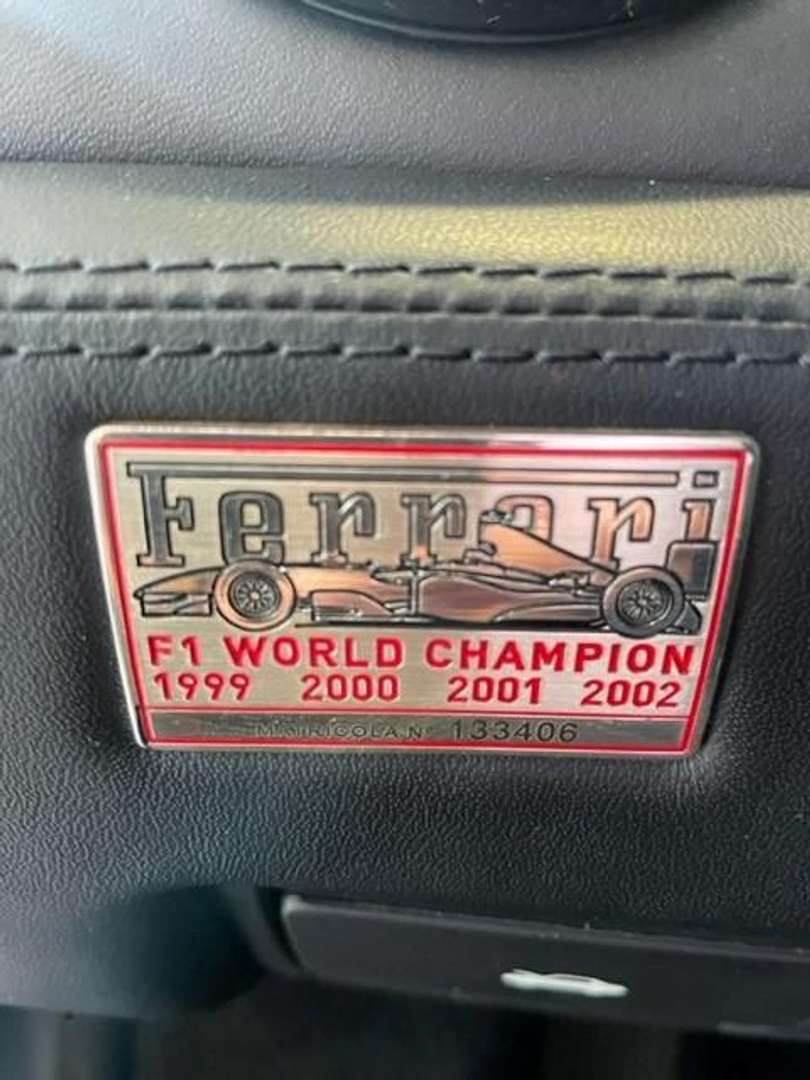 Ferrari
F1 WORLD CHAMPION
1999 2000 2001 2002
MATRICOLA N° 133406